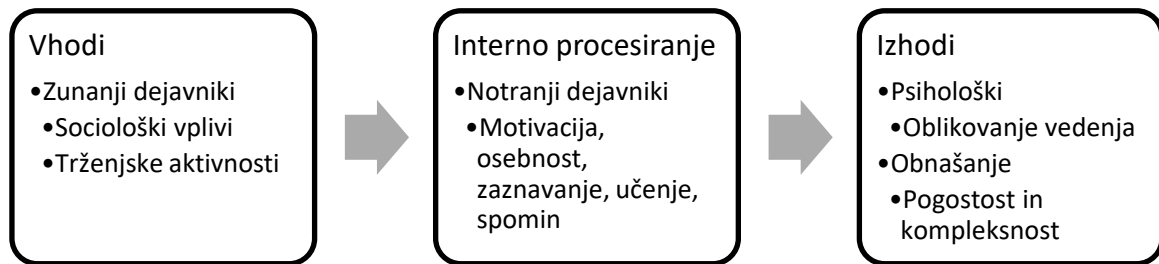 Vhodi
•Zunanji dejavniki
•Sociološki vplivi
•Trženjske aktivnosti
Interno procesiranje
•Notranji dejavniki
•Motivacija,
osebnost,
zaznavanje, učenje,
spomin
Izhodi
•Psihološki
•Oblikovanje vedenja
•Obnašanje
•Pogostost in
kompleksnost